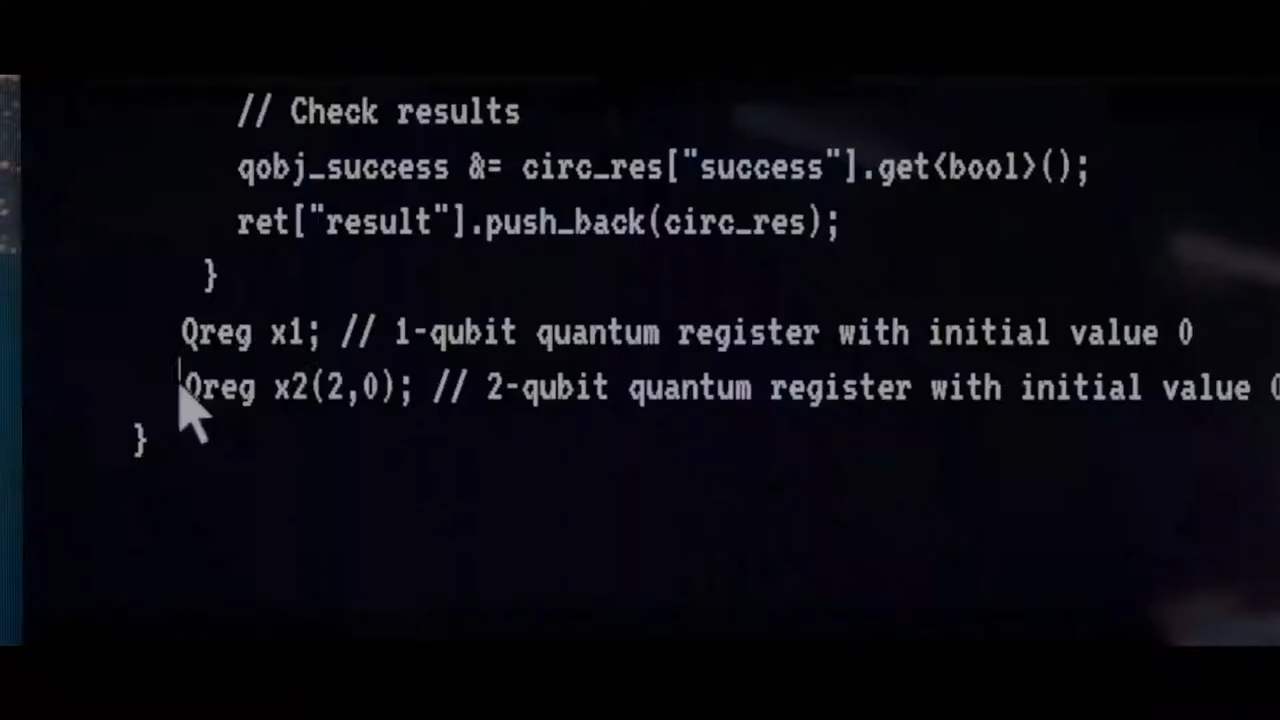 // Check results
qobj_success &= circ_res["success"].get<bool>();
ret["result"].push_back(circ_res);
}
Qreg x1; // 1-qubit quantum register with initial value 0
Qreg x2(2,0); // 2-qubit quantum register with initial value 0
}